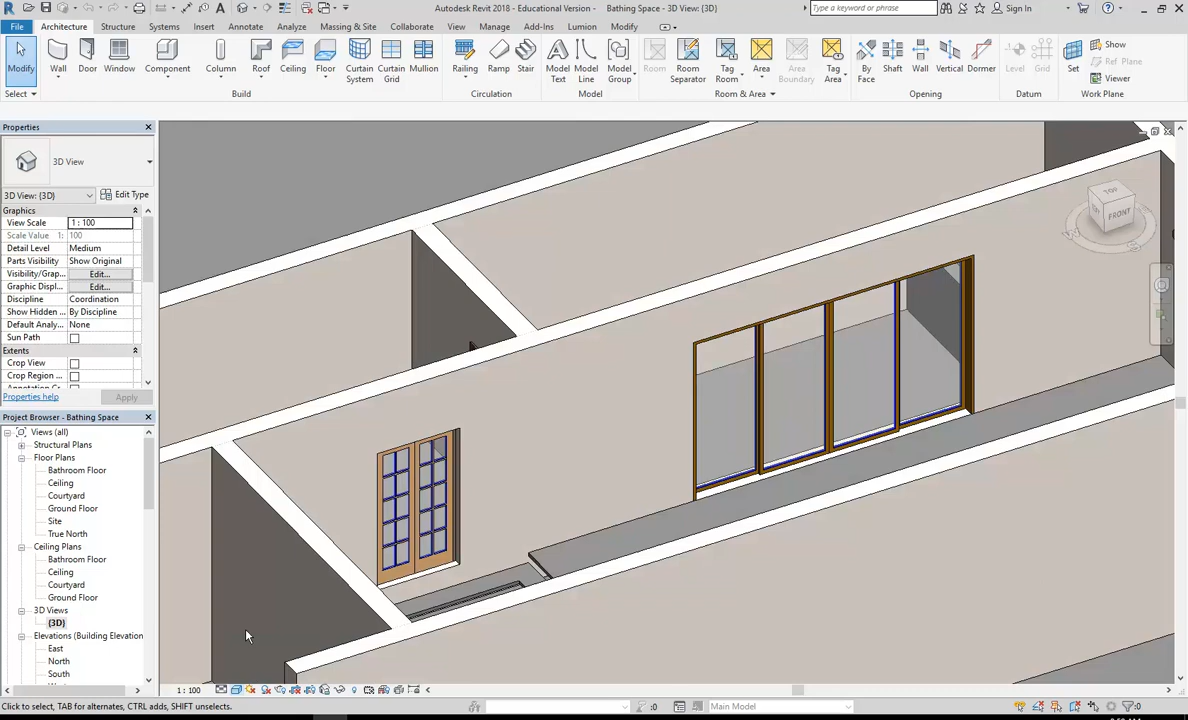 Autodesk Revit 2018 - Educational Version - Bathing Space - 3D View: {3D}
Type a keyword or phrase
Sign In
File Architecture Structure Systems Insert Annotate Analyze Massing & Site Collaborate View Manage Add-Ins Lumion Modify
Modify Wall Door Window Component Column Roof Ceiling Floor Curtain System Curtain Grid Mullion Railing Ramp Stair Model Text Model Line Model Group Room Room Separator Tag Room Area Area Boundary Tag Area By Face Shaft Wall Vertical Dormer Level Grid Set Show Ref Plane Viewer
Select Build Circulation Model Room & Area Opening Datum Work Plane
Properties
3D View
3D View: {3D} Edit Type
Graphics
View Scale 1 : 100
Scale Value 1: 100
Detail Level Medium
Parts Visibility Show Original
Visibility/Grap... Edit...
Graphic Displ... Edit...
Discipline Coordination
Show Hidden ... By Discipline
Default Analy... None
Sun Path
Extents
Crop View
Crop Region ...
Properties help Apply
Project Browser - Bathing Space
Views (all)
Structural Plans
Floor Plans
Bathroom Floor
Ceiling
Courtyard
Ground Floor
Site
True North
Ceiling Plans
Bathroom Floor
Ceiling
Courtyard
Ground Floor
3D Views
{3D}
Elevations (Building Elevation
East
North
South
TOP
FRONT
1 : 100
Click to select, TAB for alternates, CTRL adds, SHIFT unselects.
:0
Main Model
:0